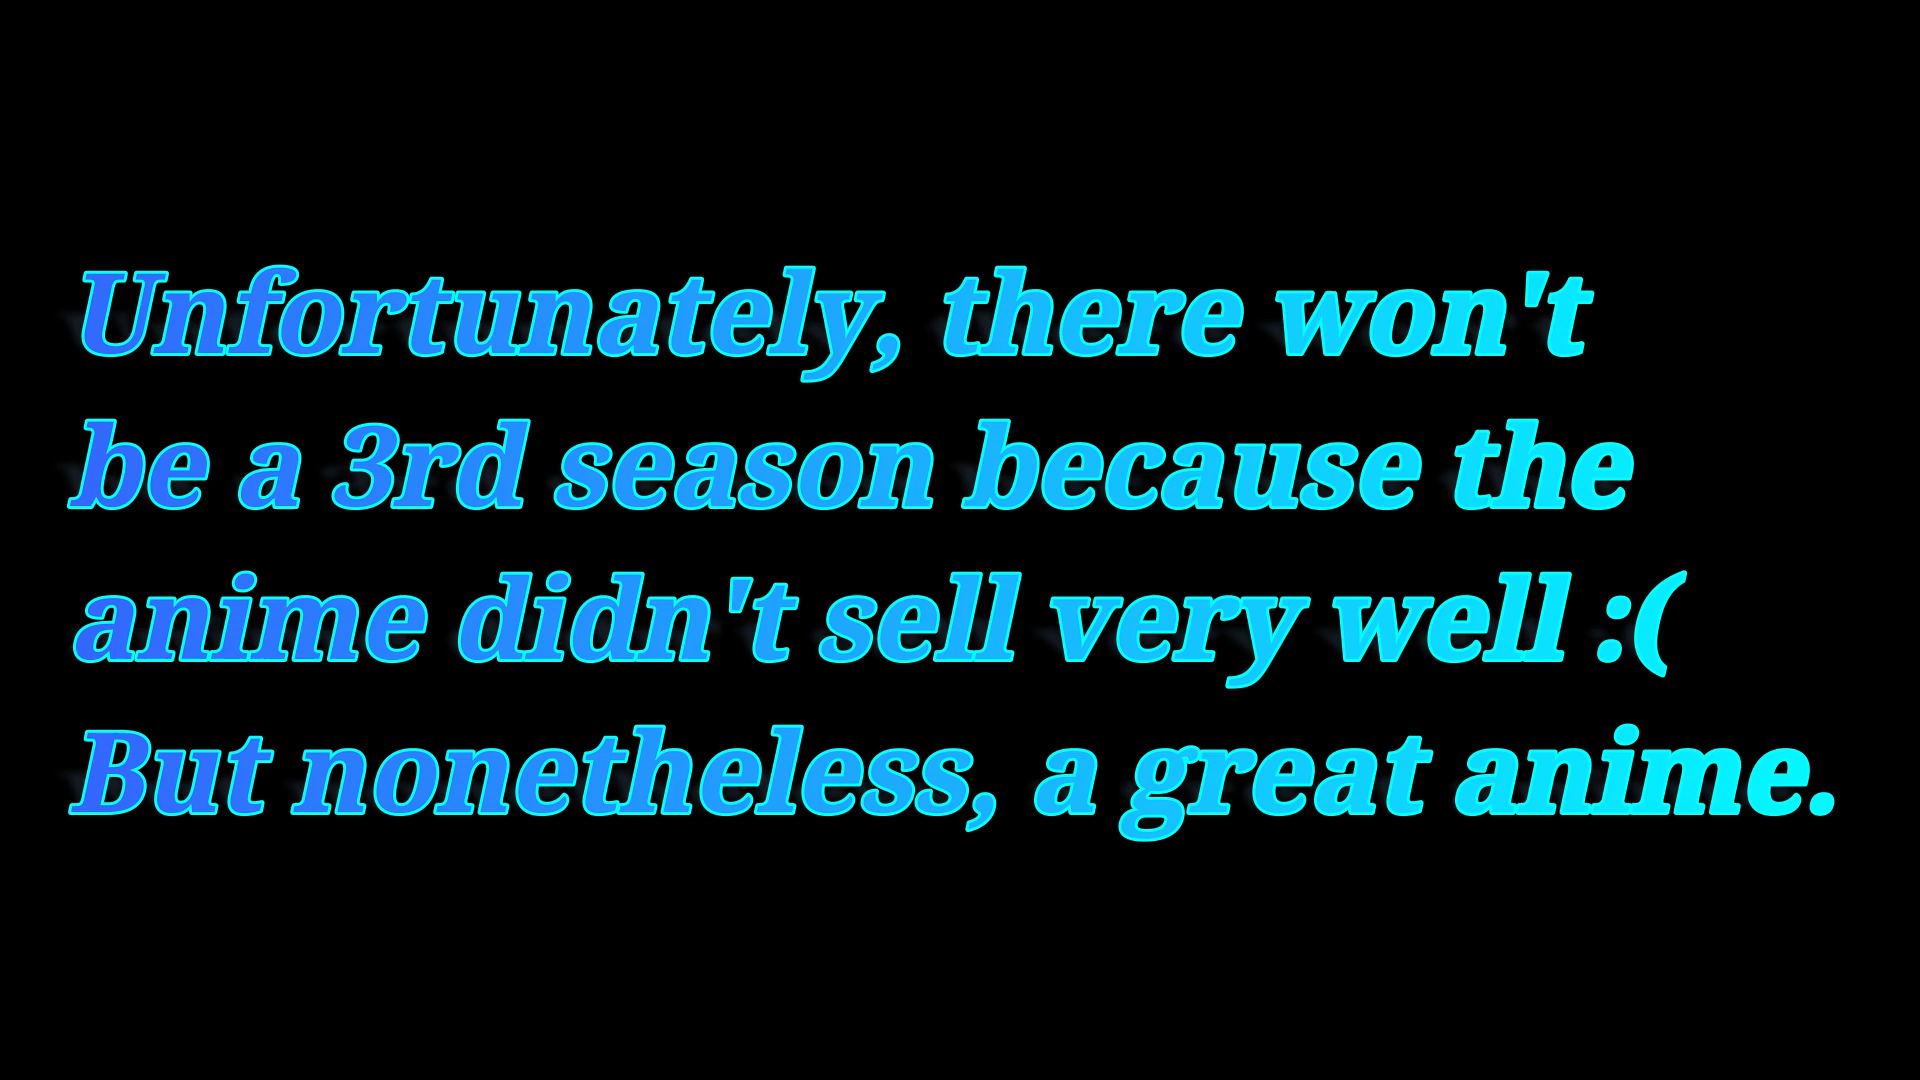 Unfortunately, there won't
be a 3rd season because the
anime didn't sell very well :(
But nonetheless, a great anime.